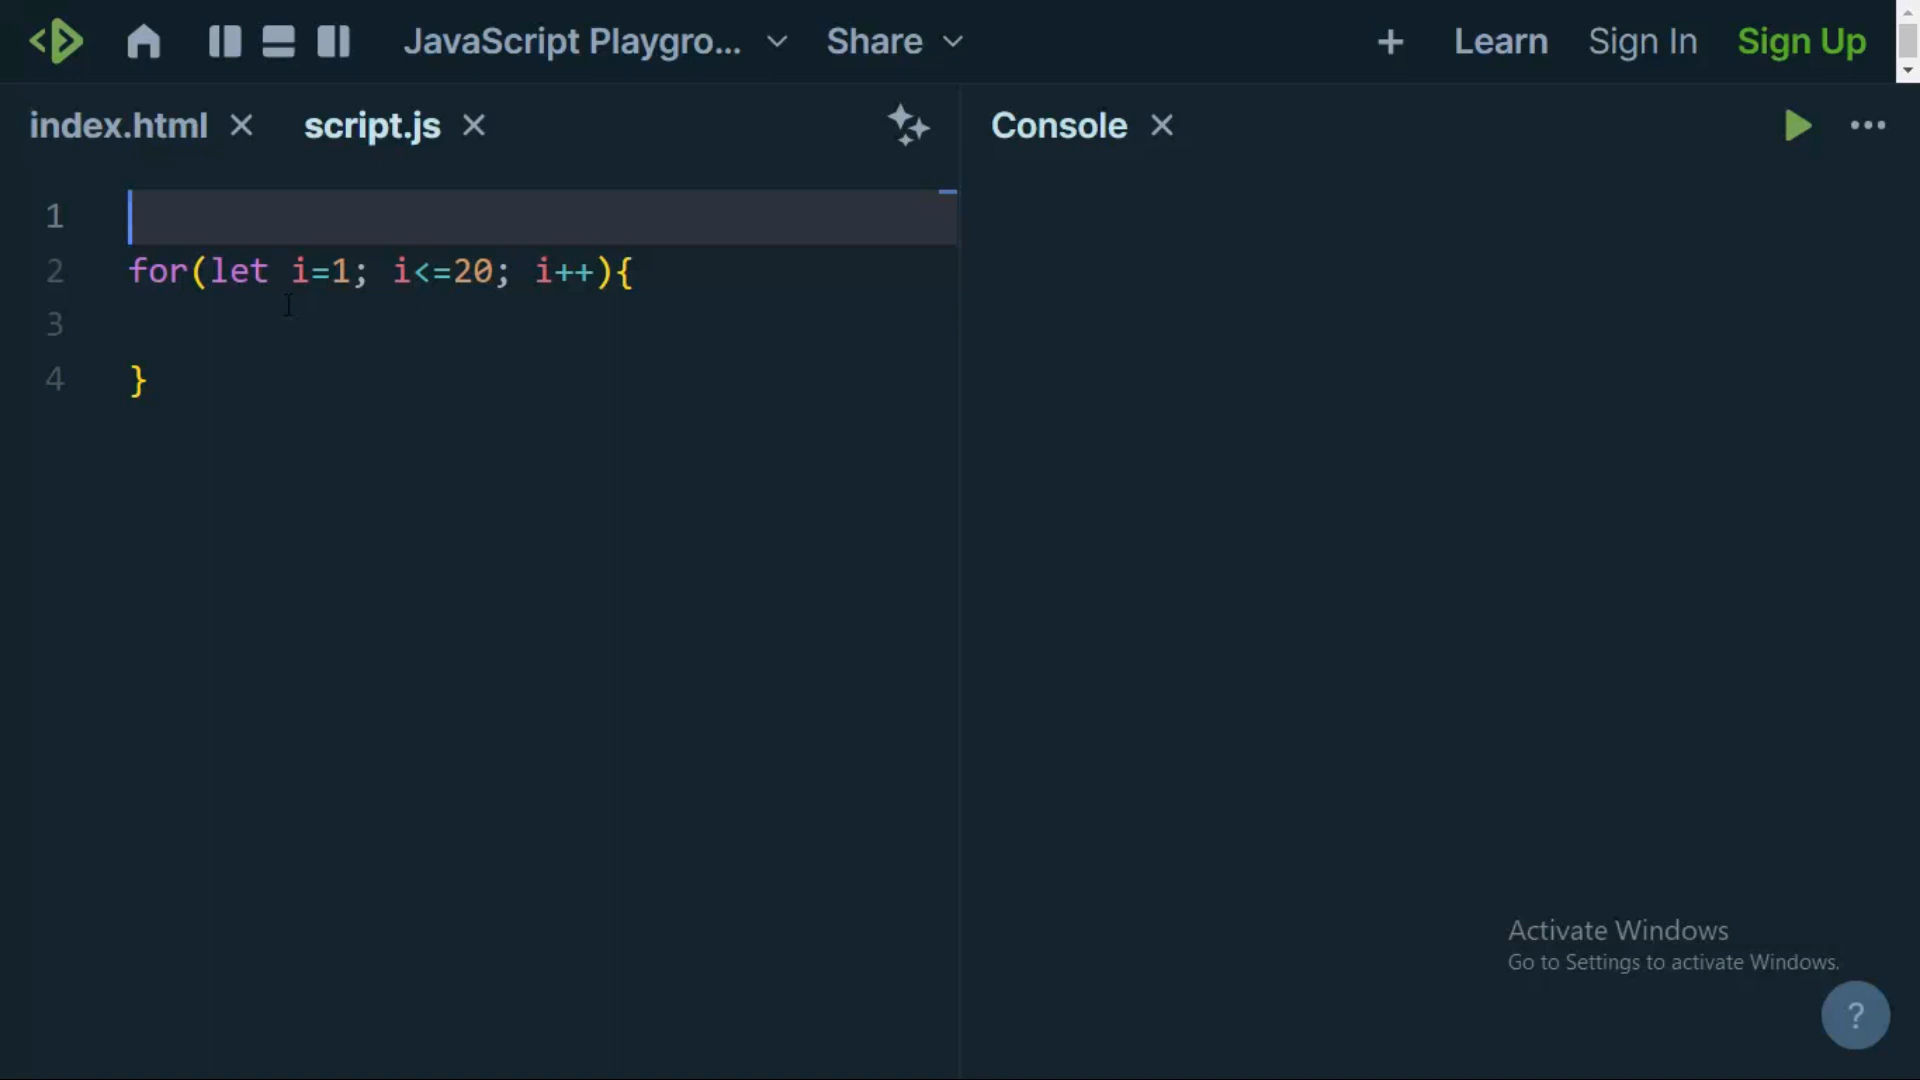 JavaScript Playgro... Share + Learn Sign In Sign Up
index.html script.js Console
1
2 for(let i=1; i<=20; i++){
3
4 }
Activate Windows
Go to Settings to activate Windows.
?